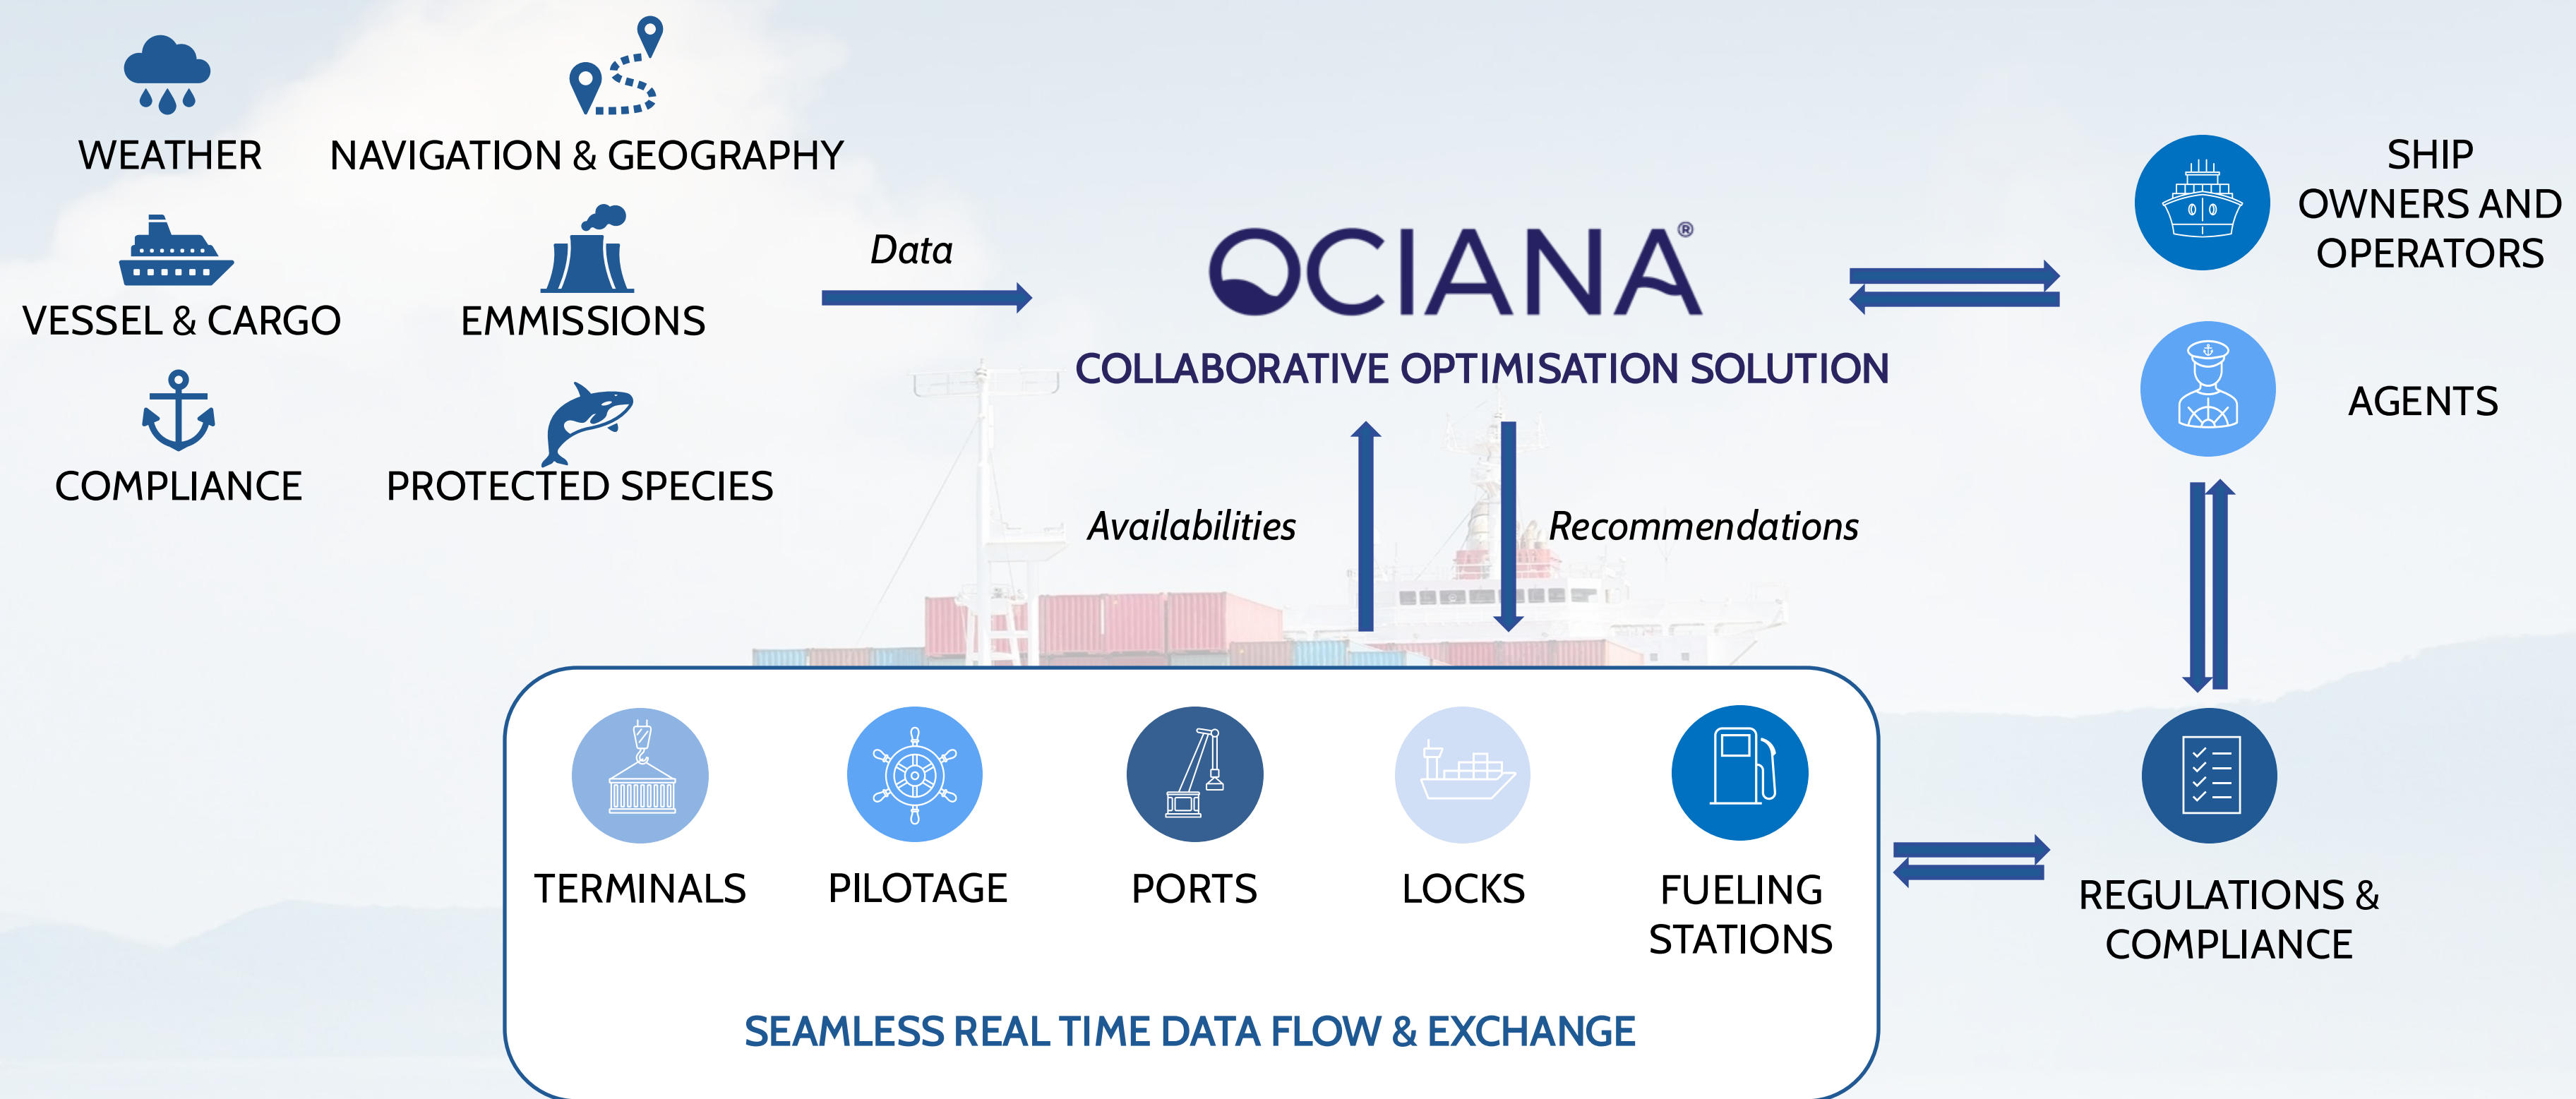 WEATHER
NAVIGATION & GEOGRAPHY
VESSEL & CARGO
EMMISSIONS
COMPLIANCE
PROTECTED SPECIES
Data
OCIANA®
COLLABORATIVE OPTIMISATION SOLUTION
SHIP
OWNERS AND
OPERATORS
AGENTS
Availabilities
Recommendations
TERMINALS
PILOTAGE
PORTS
LOCKS
FUELING
STATIONS
SEAMLESS REAL TIME DATA FLOW & EXCHANGE
REGULATIONS &
COMPLIANCE